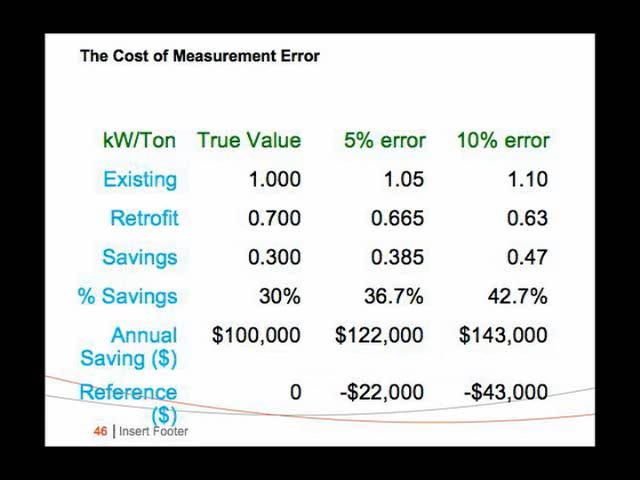 The Cost of Measurement Error
kW/Ton True Value 5% error 10% error
Existing 1.000 1.05 1.10
Retrofit 0.700 0.665 0.63
Savings 0.300 0.385 0.47
% Savings 30% 36.7% 42.7%
Annual $100,000 $122,000 $143,000
Saving ($)
Reference 0 -$22,000 -$43,000
($)
46 | Insert Footer